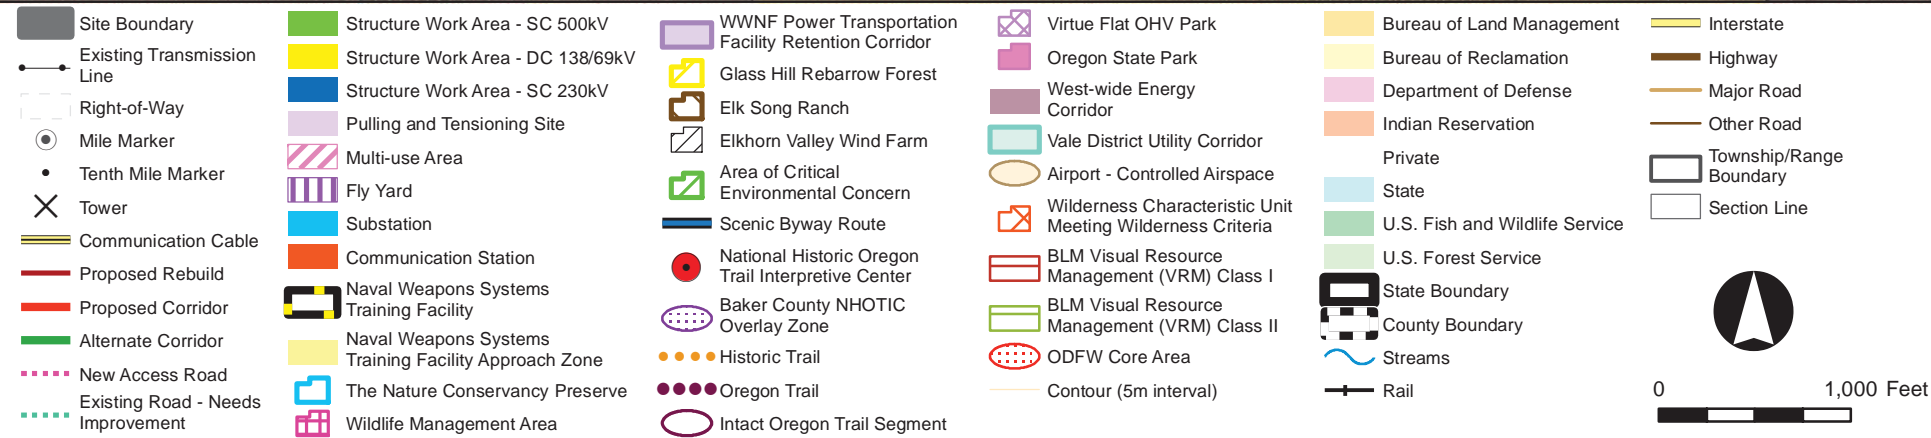 Site Boundary
Existing Transmission
Line
Right-of-Way
Mile Marker
Tenth Mile Marker
Tower
Communication Cable
Proposed Rebuild
Proposed Corridor
Alternate Corridor
New Access Road
Existing Road - Needs
Improvement
Structure Work Area - SC 500kV
Structure Work Area - DC 138/69kV
Structure Work Area - SC 230kV
Pulling and Tensioning Site
Multi-use Area
Fly Yard
Substation
Communication Station
Naval Weapons Systems
Training Facility
Naval Weapons Systems
Training Facility Approach Zone
The Nature Conservancy Preserve
Wildlife Management Area
WWNF Power Transportation
Facility Retention Corridor
Glass Hill Rebarrow Forest
Elk Song Ranch
Elkhorn Valley Wind Farm
Area of Critical
Environmental Concern
Scenic Byway Route
National Historic Oregon
Trail Interpretive Center
Baker County NHOTIC
Overlay Zone
Historic Trail
Oregon Trail
Intact Oregon Trail Segment
Virtue Flat OHV Park
Oregon State Park
West-wide Energy
Corridor
Vale District Utility Corridor
Airport - Controlled Airspace
Wilderness Characteristic Unit
Meeting Wilderness Criteria
BLM Visual Resource
Management (VRM) Class I
BLM Visual Resource
Management (VRM) Class II
ODFW Core Area
Contour (5m interval)
Bureau of Land Management
Bureau of Reclamation
Department of Defense
Indian Reservation
Private
State
U.S. Fish and Wildlife Service
U.S. Forest Service
State Boundary
County Boundary
Streams
Rail
Interstate
Highway
Major Road
Other Road
Township/Range
Boundary
Section Line
0 1,000 Feet